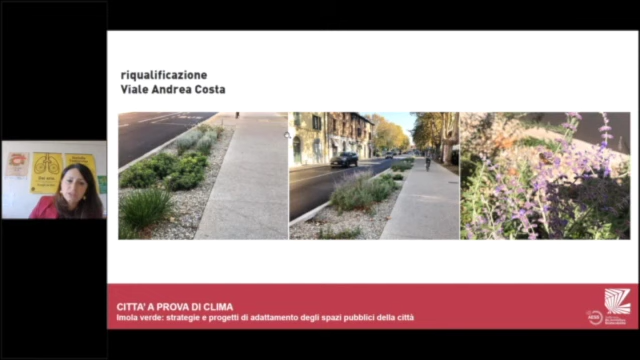 riqualificazione
Viale Andrea Costa
CITTA' A PROVA DI CLIMA
Imola verde: strategie e progetti di adattamento degli spazi pubblici della città